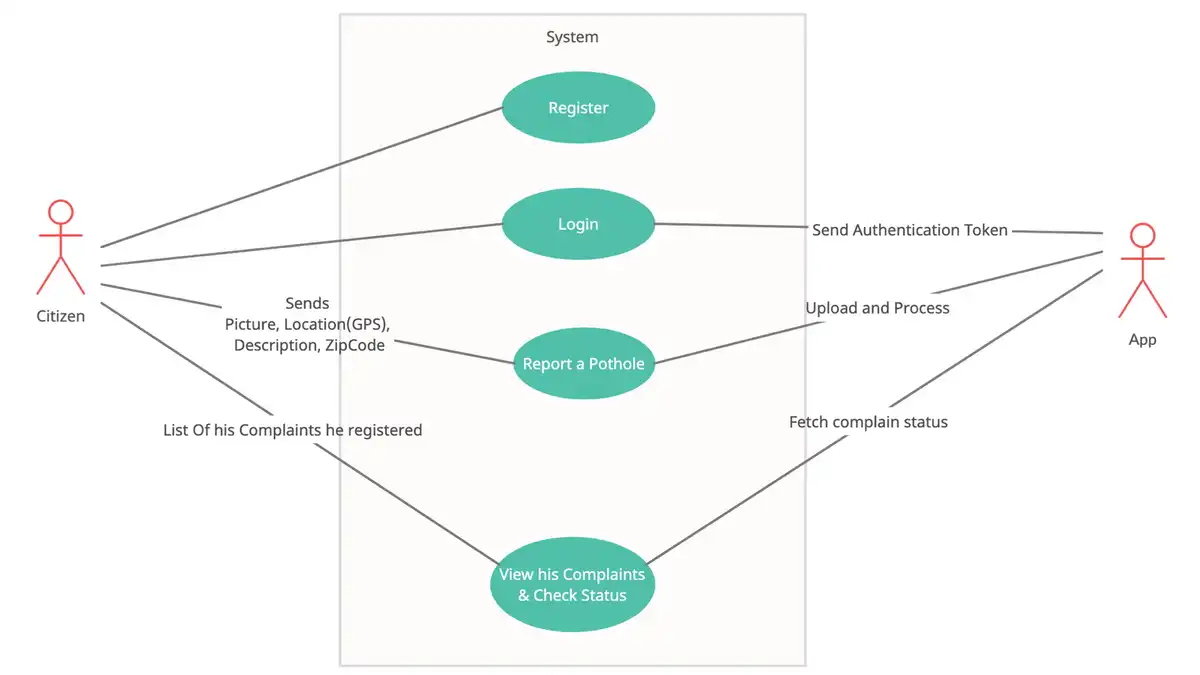 System
Register
Login
Send Authentication Token
Citizen
Sends
Picture, Location(GPS),
Description, ZipCode
Upload and Process
App
Report a Pothole
List Of his Complaints he registered
Fetch complain status
View his Complaints
& Check Status